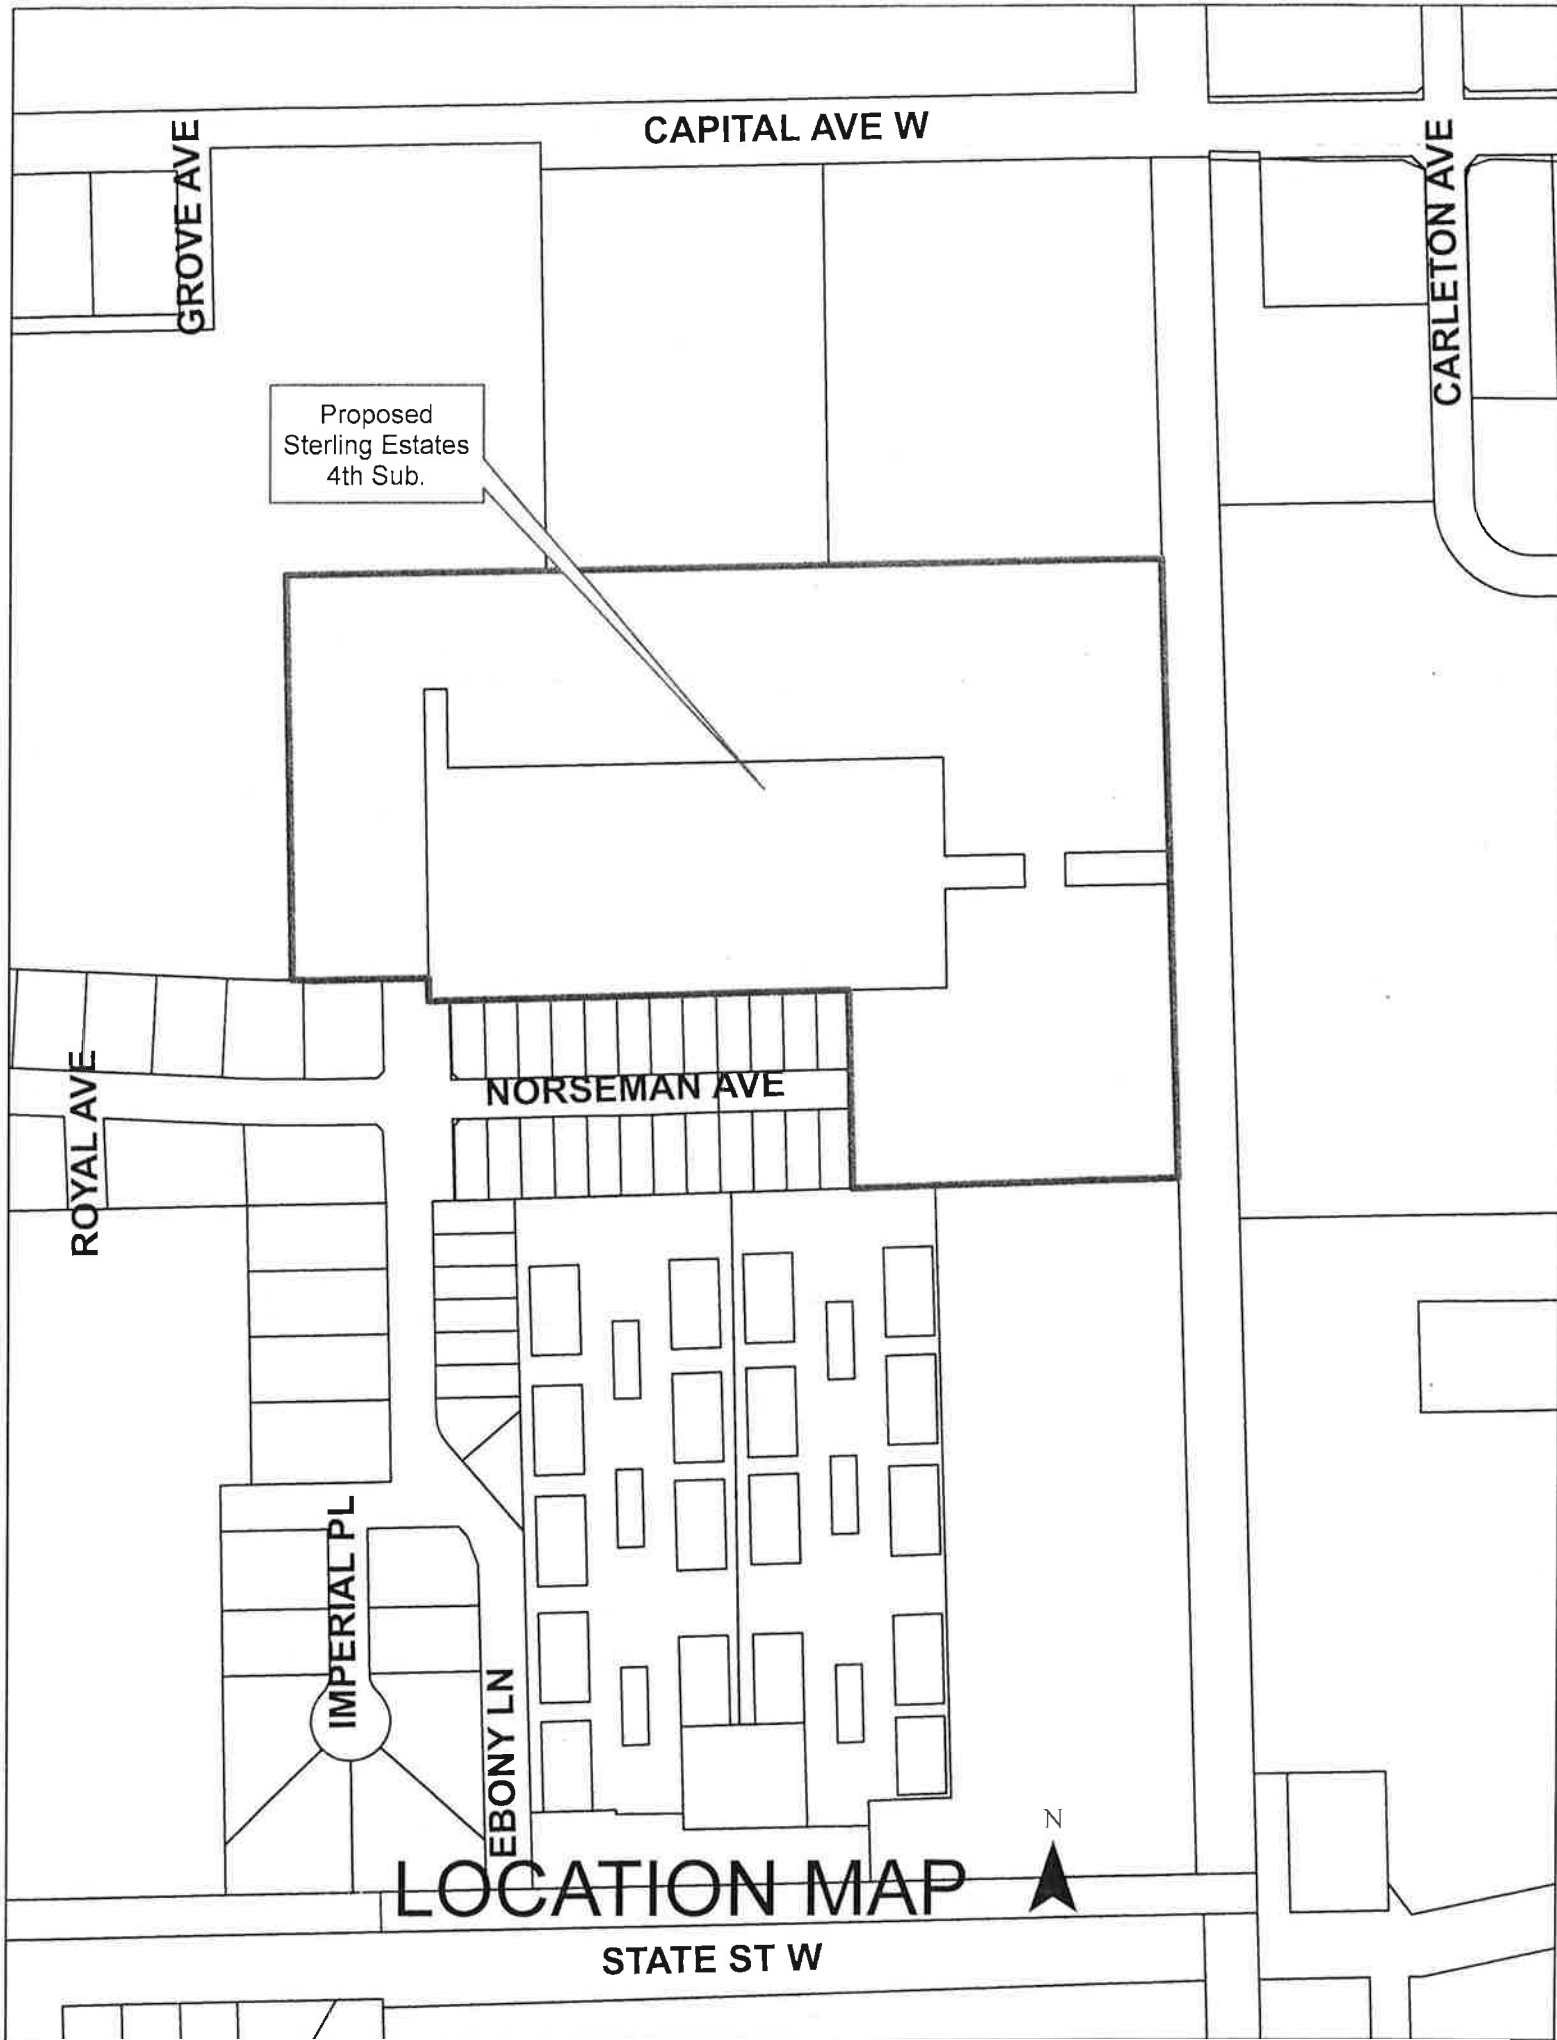 CAPITAL AVE W
GROVE AVE
CARLETON AVE
Proposed
Sterling Estates
4th Sub.
NORSEMAN AVE
ROYAL AVE
IMPERIAL PL
EBONY LN
N
LOCATION MAP
STATE ST W